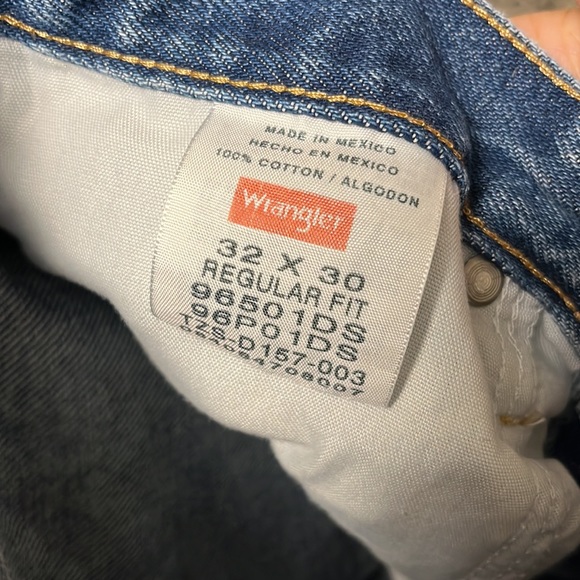 MADE IN MEXICO
HECHO EN MEXICO
100% COTTON / ALGODON
Wrangler
32 X 30
REGULAR FIT
96501DS
96P01DS
TZS-D157-003